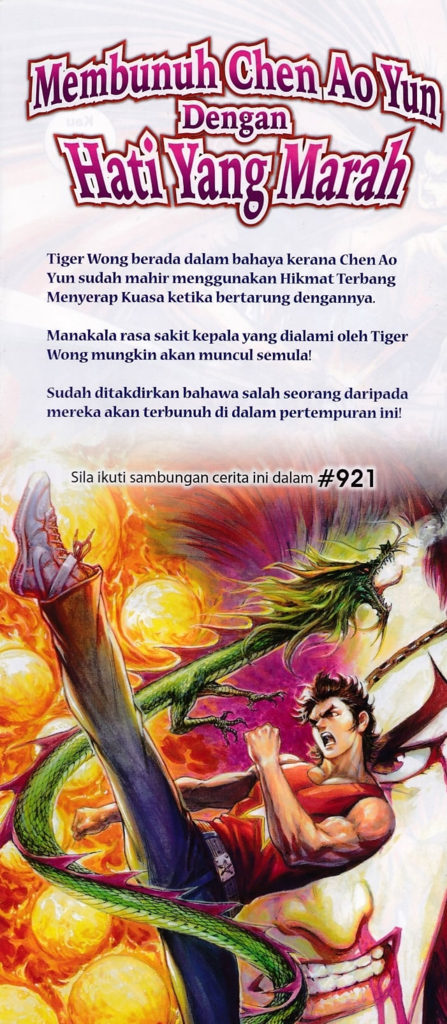 Membunuh Chen Ao Yun
Dengan
Hati Yang Marah
Tiger Wong berada dalam bahaya kerana Chen Ao
Yun sudah mahir menggunakan Hikmat Terbang
Menyerap Kuasa ketika bertarung dengannya.
Manakala rasa sakit kepala yang dialami oleh Tiger
Wong mungkin akan muncul semula!
Sudah ditakdirkan bahawa salah seorang daripada
mereka akan terbunuh di dalam pertempuran ini!
Sila ikuti sambungan cerita ini dalam #921